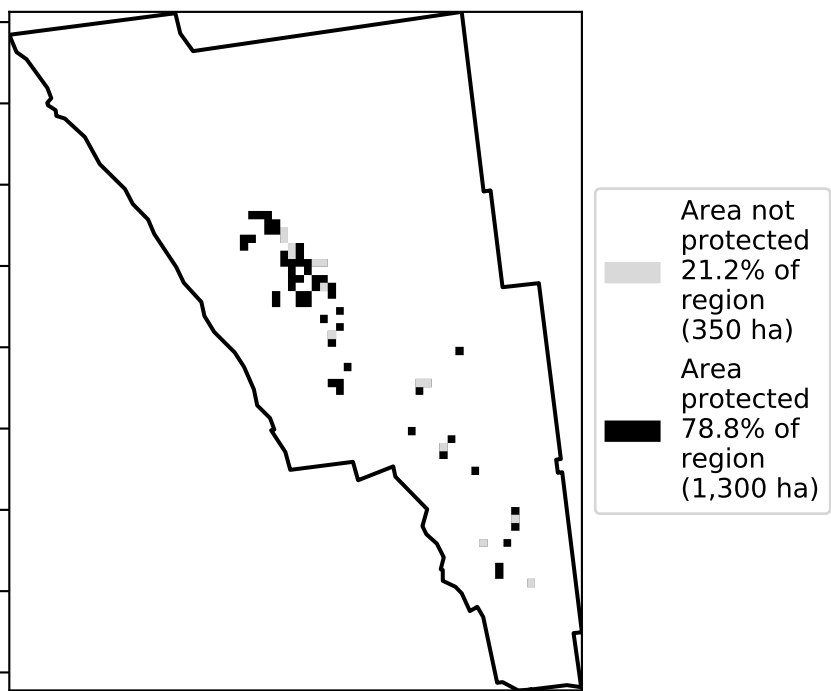 Area not
protected
21.2% of
region
(350 ha)
Area
protected
78.8% of
region
(1,300 ha)